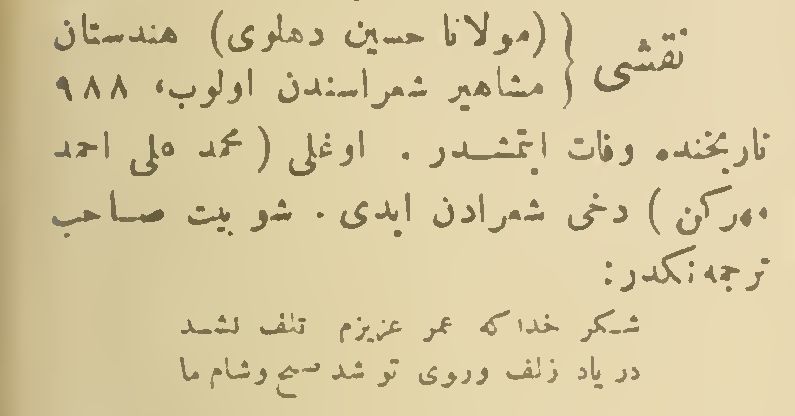 نقشی { (مولانا حسین دهلوی) هندستان
مشاهیر شعراسندن اولوب، ۹۸۸
تاریخنده وفات ایتمشدر . اوغلی (محمد علی احمد
مهرکن) دخی شعرادن ایدی . شو بیت صاحب
ترجمه‌نکدر :
شکر خدا که عمر عزیزم تلف نشد
در یاد زلف و روی تو شد صبح و شام ما